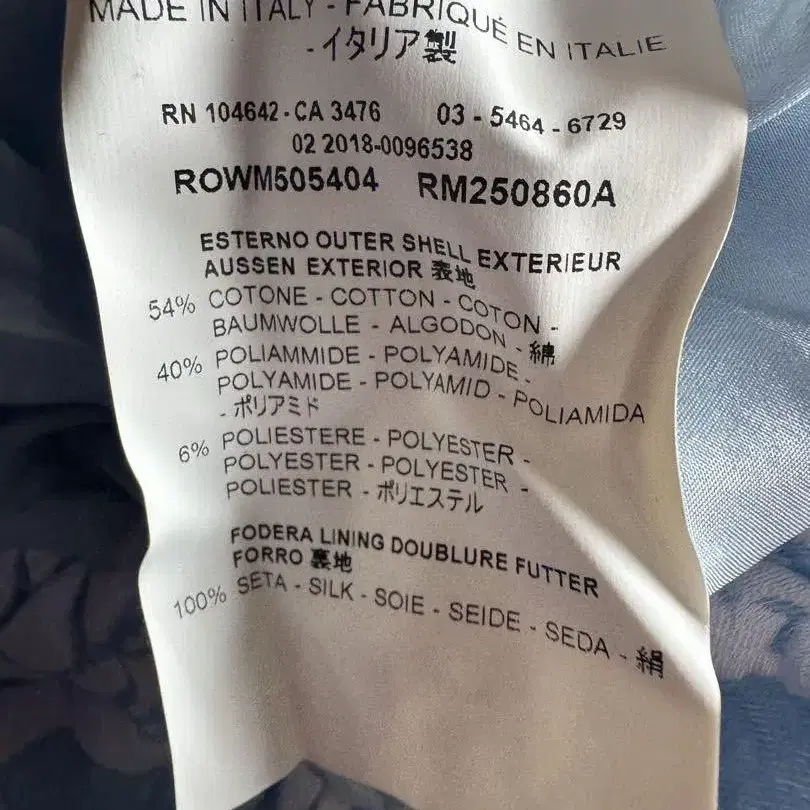 MADE IN ITALY - FABRIQUÉ EN ITALIE
- イタリア製
RN 104642 - CA 3476 03 - 5464 - 6729
02 2018-0096538
ROWM505404 RM250860A
ESTERNO OUTER SHELL EXTERIEUR
AUSSEN EXTERIOR 表地
54% COTONE - COTTON - COTON -
BAUMWOLLE - ALGODON - 綿
40% POLIAMMIDE - POLYAMIDE -
POLYAMIDE - POLYAMID - POLIAMIDA
- ポリアミド
6% POLIESTERE - POLYESTER -
POLYESTER - POLYESTER -
POLIESTER - ポリエステル
FODERA LINING DOUBLURE FUTTER
FORRO 裏地
100% SETA - SILK - SOIE - SEIDE - SEDA - 絹